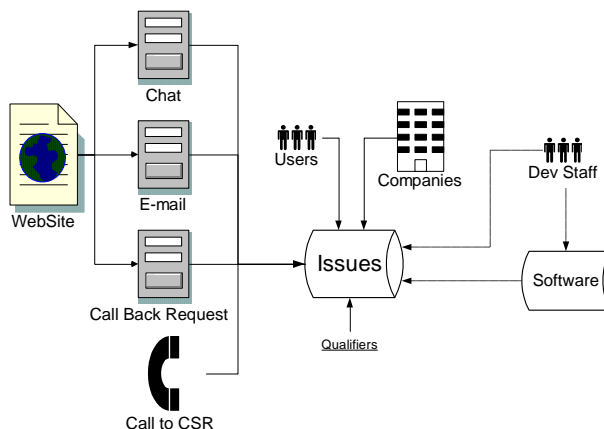 Chat
Users
Companies
Dev Staff
E-mail
WebSite
Issues
Software
Call Back Request
Qualifiers
Call to CSR